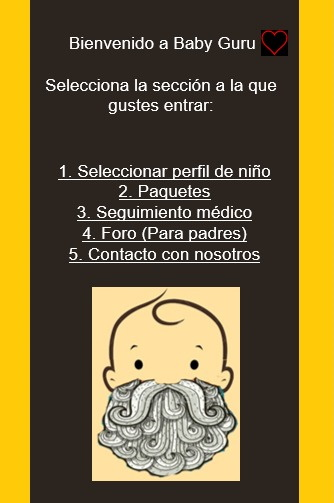 Bienvenido a Baby Guru
Selecciona la sección a la que
gustes entrar:
1. Seleccionar perfil de niño
2. Paquetes
3. Seguimiento médico
4. Foro (Para padres)
5. Contacto con nosotros